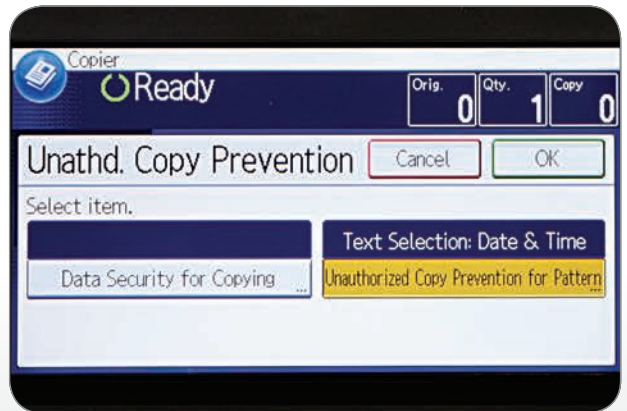 Copier
Ready
Orig. 0 Qty. 1 Copy 0
Unathd. Copy Prevention Cancel OK
Select item.
Text Selection: Date & Time
Data Security for Copying ... Unauthorized Copy Prevention for Pattern ...